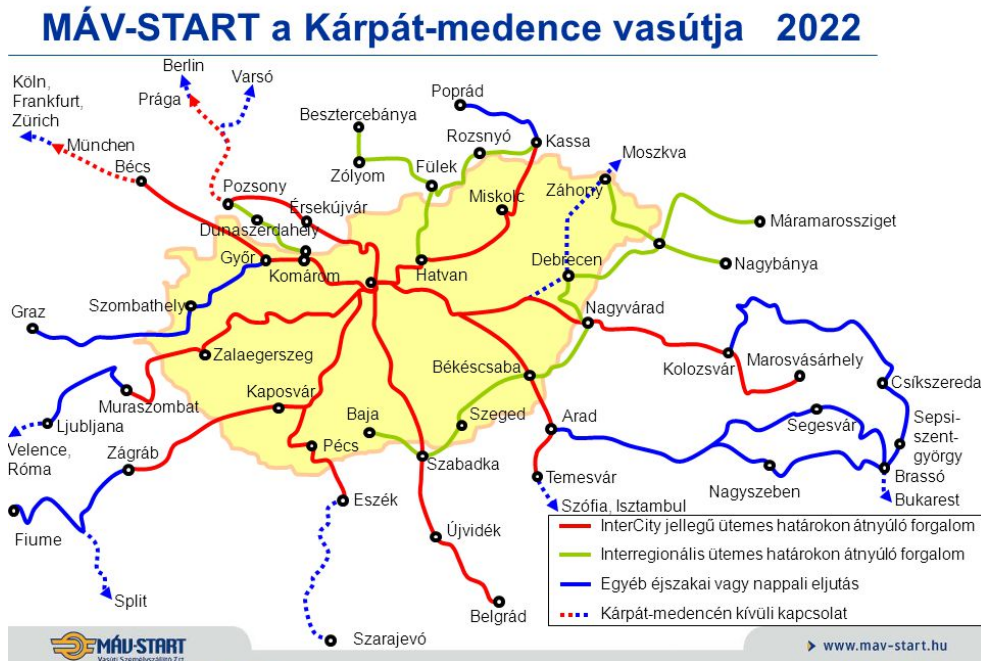 MÁV-START a Kárpát-medence vasútja 2022
Berlin
Varsó
Köln,
Frankfurt,
Zürich
Prága
München
Bécs
Besztercebánya
Poprád
Rozsnyó
Kassa
Zólyom
Fülek
Moszkva
Pozsony
Érsekújvár
Miskolc
Záhony
Dunaszerdahely
Máramarossziget
Győr
Komárom
Hatvan
Debrecen
Nagybánya
Szombathely
Graz
Nagyvárad
Zalaegerszeg
Kolozsvár
Marosvásárhely
Békéscsaba
Csíkszereda
Muraszombat
Kaposvár
Baja
Szeged
Arad
Segesvár
Sepsi-
szent-
györgy
Ljubljana
Velence,
Róma
Zágráb
Pécs
Szabadka
Temesvár
Nagyszeben
Brassó
Bukarest
Eszék
Szófia, Isztambul
Fiume
Újvidék
Split
Belgrád
Szarajevó
InterCity jellegű ütemes határokon átnyúló forgalom
Interregionális ütemes határokon átnyúló forgalom
Egyéb éjszakai vagy nappali eljutás
Kárpát-medencén kívüli kapcsolat
MÁV-START
Vasúti Személyszállító Zrt.
www.mav-start.hu